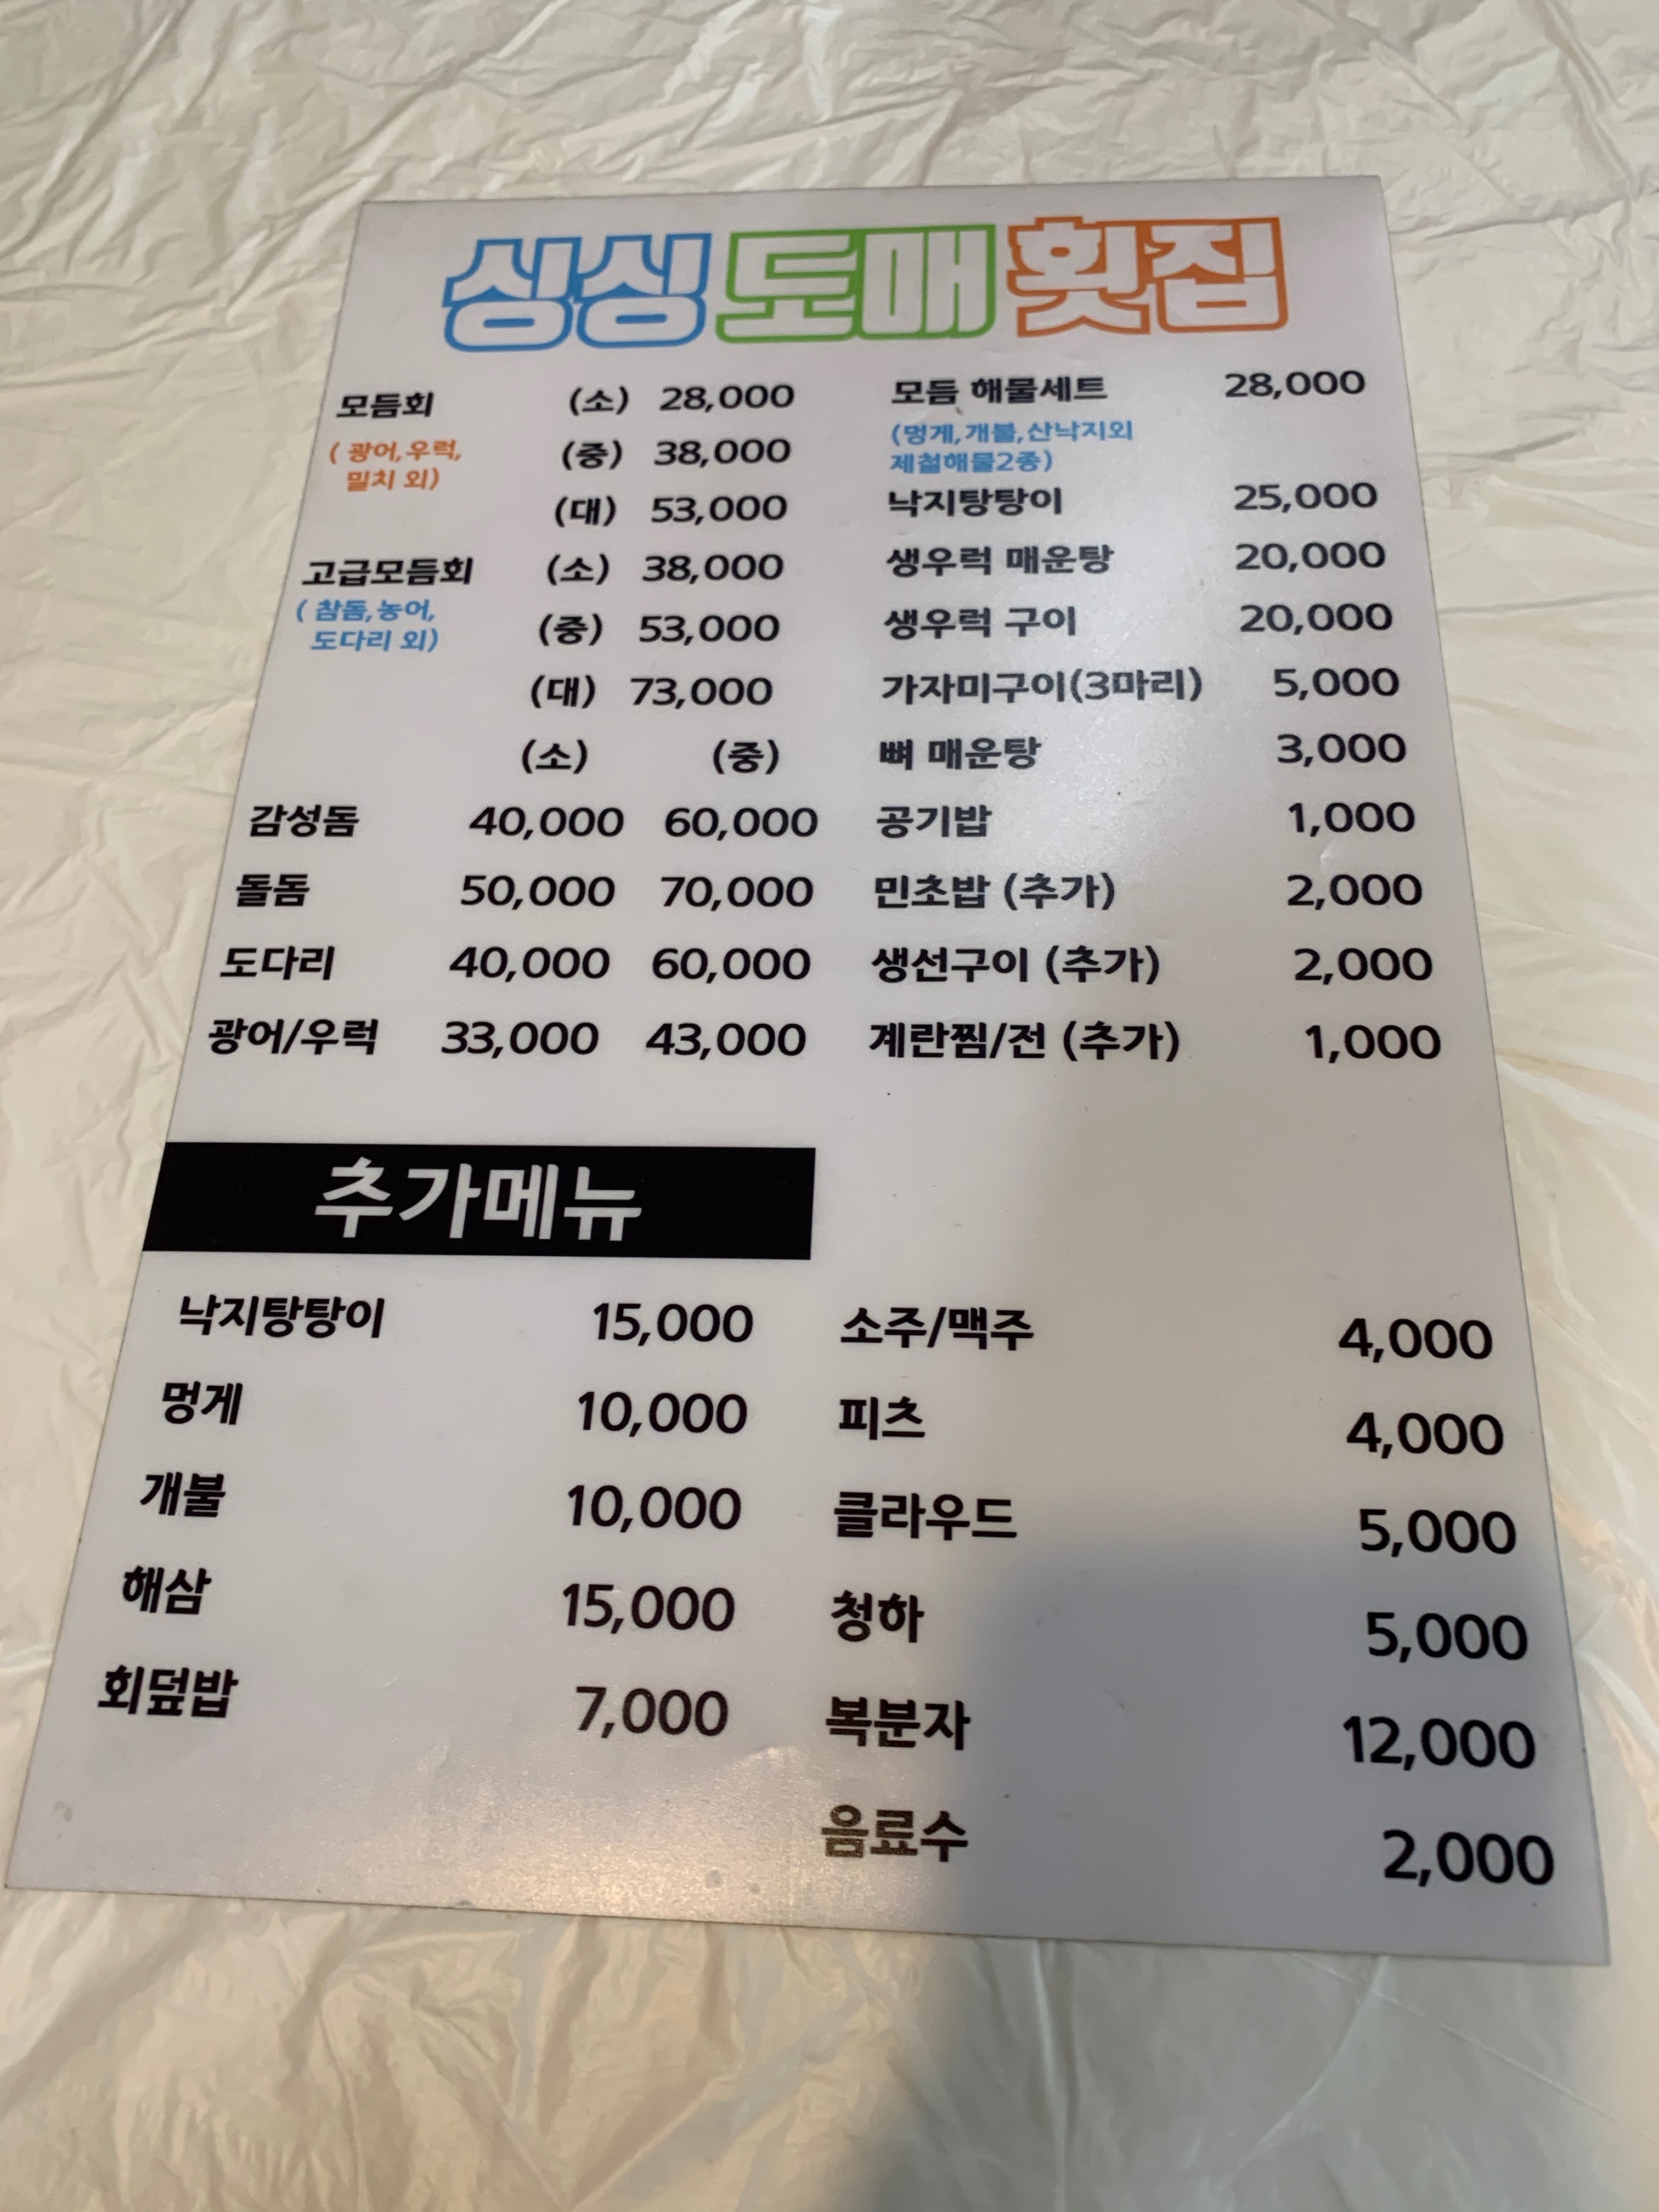 싱싱도매횟집
모듬회 (소) 28,000
(광어,우럭, (중) 38,000
밀치 외)
(대) 53,000
고급모듬회 (소) 38,000
(참돔,농어, (중) 53,000
도다리 외)
(대) 73,000
(소) (중)
감성돔 40,000 60,000
돌돔 50,000 70,000
도다리 40,000 60,000
광어/우럭 33,000 43,000
모듬 해물세트 28,000
(멍게,개불,산낙지외
제철해물2종)
낙지탕탕이 25,000
생우럭 매운탕 20,000
생우럭 구이 20,000
가자미구이(3마리) 5,000
뼈 매운탕 3,000
공기밥 1,000
민초밥 (추가) 2,000
생선구이 (추가) 2,000
계란찜/전 (추가) 1,000
추가메뉴
낙지탕탕이 15,000
멍게 10,000
개불 10,000
해삼 15,000
회덮밥 7,000
소주/맥주 4,000
피츠 4,000
클라우드 5,000
청하 5,000
복분자 12,000
음료수 2,000